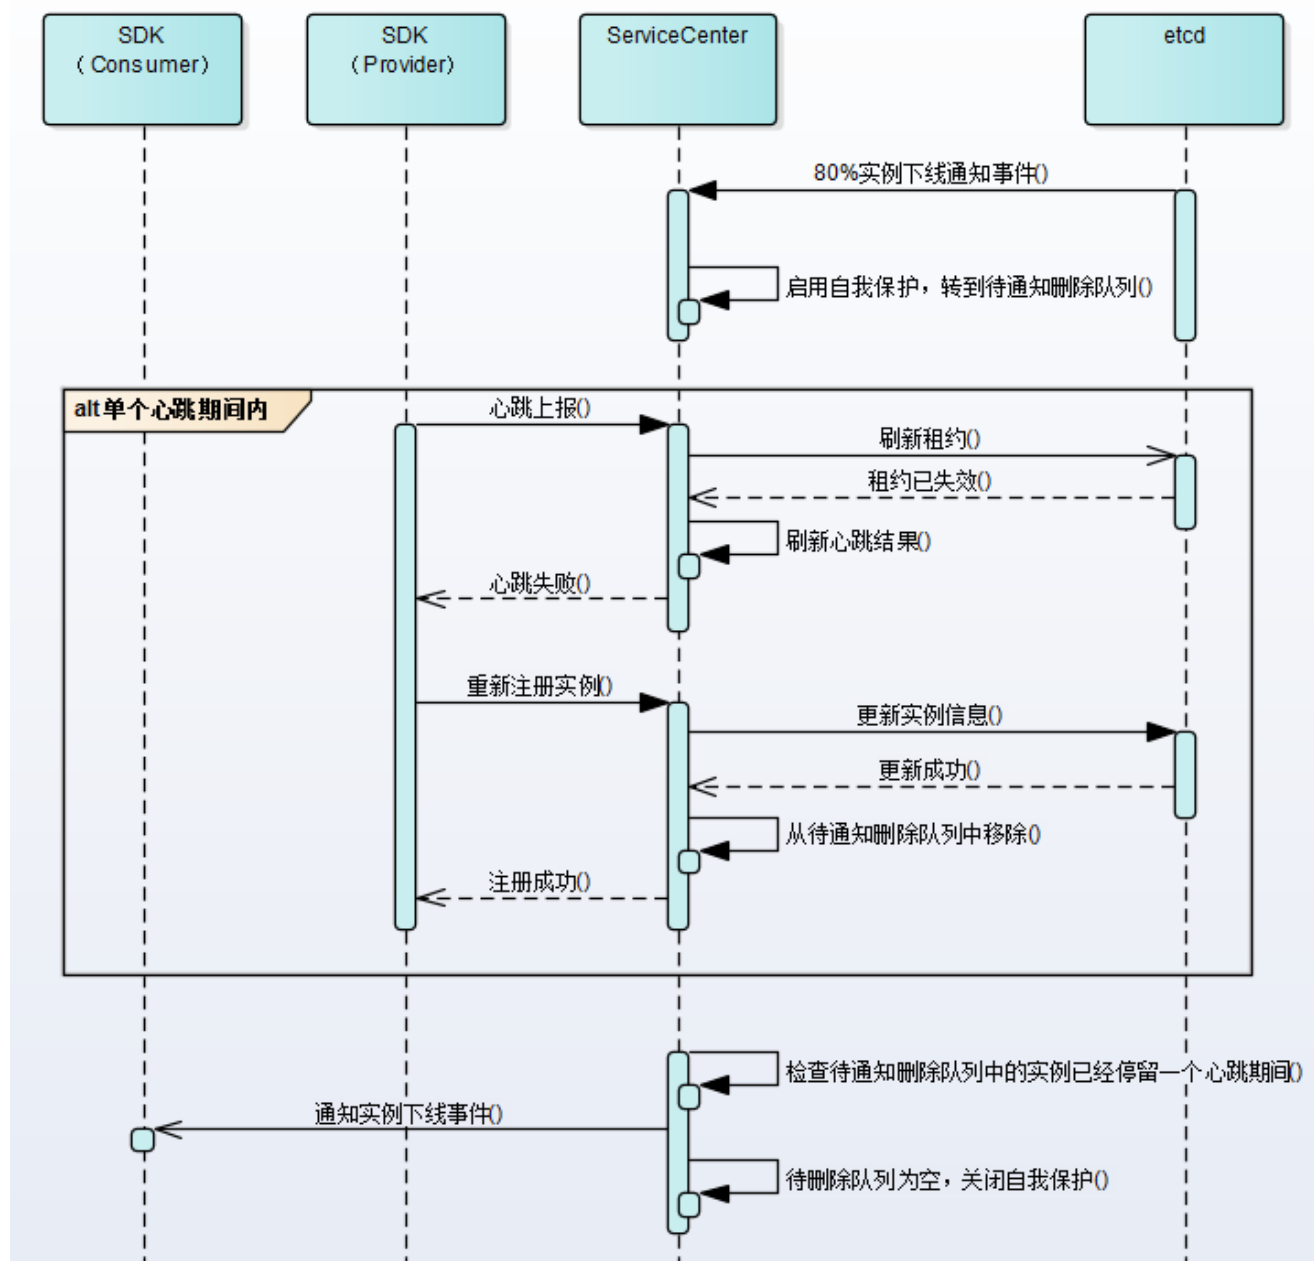 SDK
（Consumer）
SDK
（Provider）
ServiceCenter
etcd
80%实例下线通知事件()
启用自我保护，转到待通知删除队列()
alt 单个心跳期间内
心跳上报()
刷新租约()
租约已失效()
刷新心跳结果()
心跳失败()
重新注册实例()
更新实例信息()
更新成功()
从待通知删除队列中移除()
注册成功()
检查待通知删除队列中的实例已经停留一个心跳期间()
通知实例下线事件()
待删除队列为空，关闭自我保护()